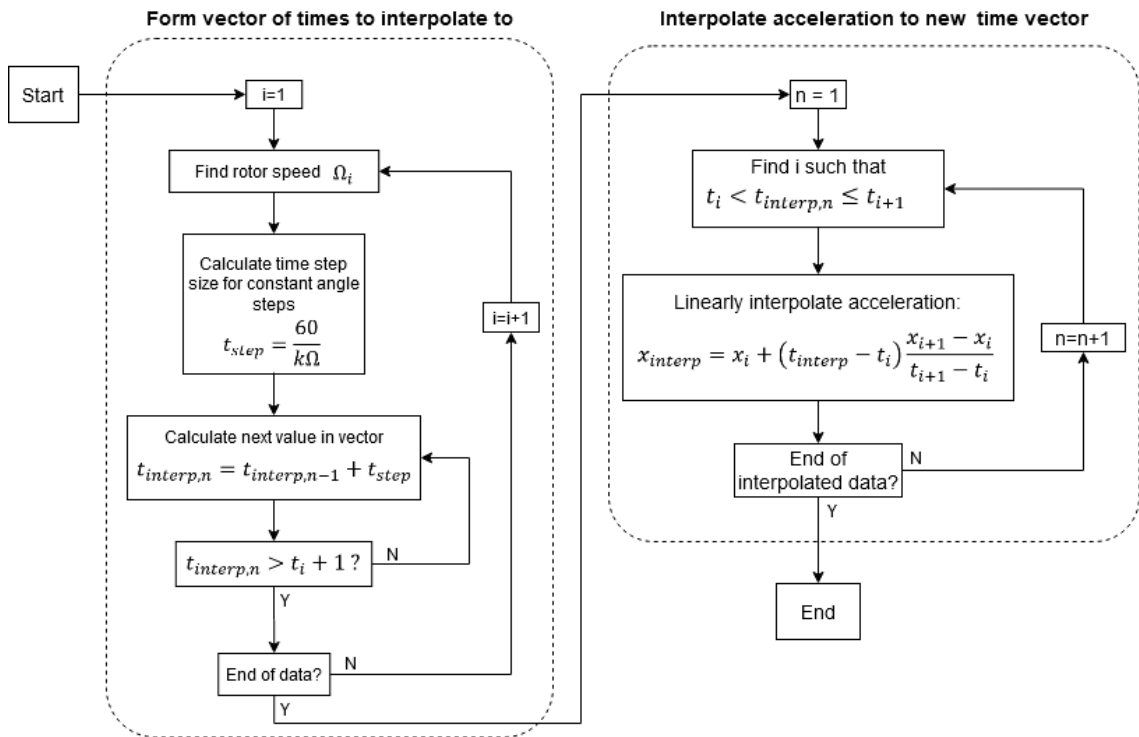 Form vector of times to interpolate to
Start
i=1
Find rotor speed Ω_i
Calculate time step
size for constant angle
steps
t_step = 60/kΩ
i=i+1
Calculate next value in vector
t_interp,n = t_interp,n−1 + t_step
t_interp,n > t_i + 1 ?
N
Y
End of data?
N
Y
Interpolate acceleration to new time vector
n = 1
Find i such that
t_i < t_interp,n ≤ t_i+1
Linearly interpolate acceleration:
x_interp = x_i + (t_interp − t_i) (x_i+1 − x_i)/(t_i+1 − t_i)
n=n+1
End of
interpolated data?
N
Y
End